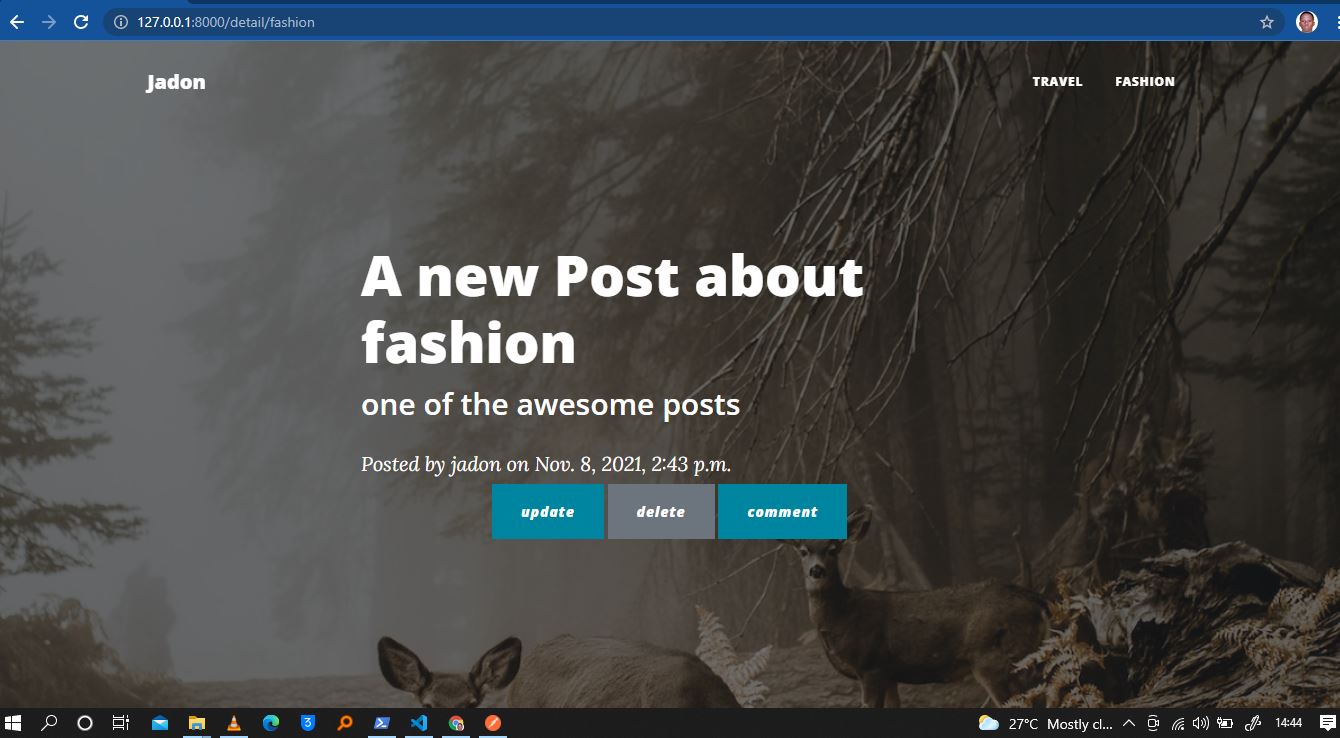 127.0.0.1:8000/detail/fashion
Jadon
TRAVEL
FASHION
A new Post about
fashion
one of the awesome posts
Posted by jadon on Nov. 8, 2021, 2:43 p.m.
update
delete
comment
27°C Mostly cl...
14:44